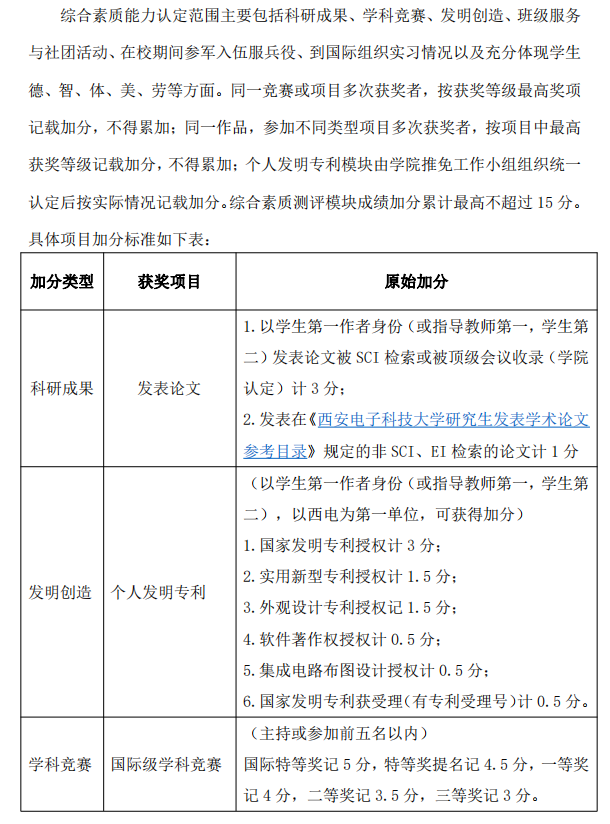 综合素质能力认定范围主要包括科研成果、学科竞赛、发明创造、班级服务
与社团活动、在校期间参军入伍服兵役、到国际组织实习情况以及充分体现学生
德、智、体、美、劳等方面。同一竞赛或项目多次获奖者，按获奖等级最高奖项
记载加分，不得累加；同一作品，参加不同类型项目多次获奖者，按项目中最高
获奖等级记载加分，不得累加；个人发明专利模块由学院推免工作小组组织统一
认定后按实际情况记载加分。综合素质测评模块成绩加分累计最高不超过 15 分。
具体项目加分标准如下表：
加分类型 获奖项目 原始加分
科研成果 发表论文
1.以学生第一作者身份（或指导教师第一，学生第
二）发表论文被 SCI 检索或被顶级会议收录（学院
认定）计 3 分；
2.发表在《西安电子科技大学研究生发表学术论文
参考目录》规定的非 SCI、EI 检索的论文计 1 分
发明创造 个人发明专利
（以学生第一作者身份（或指导教师第一，学生第
二），以西电为第一单位，可获得加分）
1.国家发明专利授权计 3 分；
2.实用新型专利授权计 1.5 分；
3.外观设计专利授权记 1.5 分；
4.软件著作权授权计 0.5 分；
5.集成电路布图设计授权计 0.5 分；
6.国家发明专利获受理（有专利受理号）计 0.5 分。
学科竞赛 国际级学科竞赛
（主持或参加前五名以内）
国际特等奖记 5 分，特等奖提名记 4.5 分，一等奖
记 4 分，二等奖记 3.5 分，三等奖记 3 分。